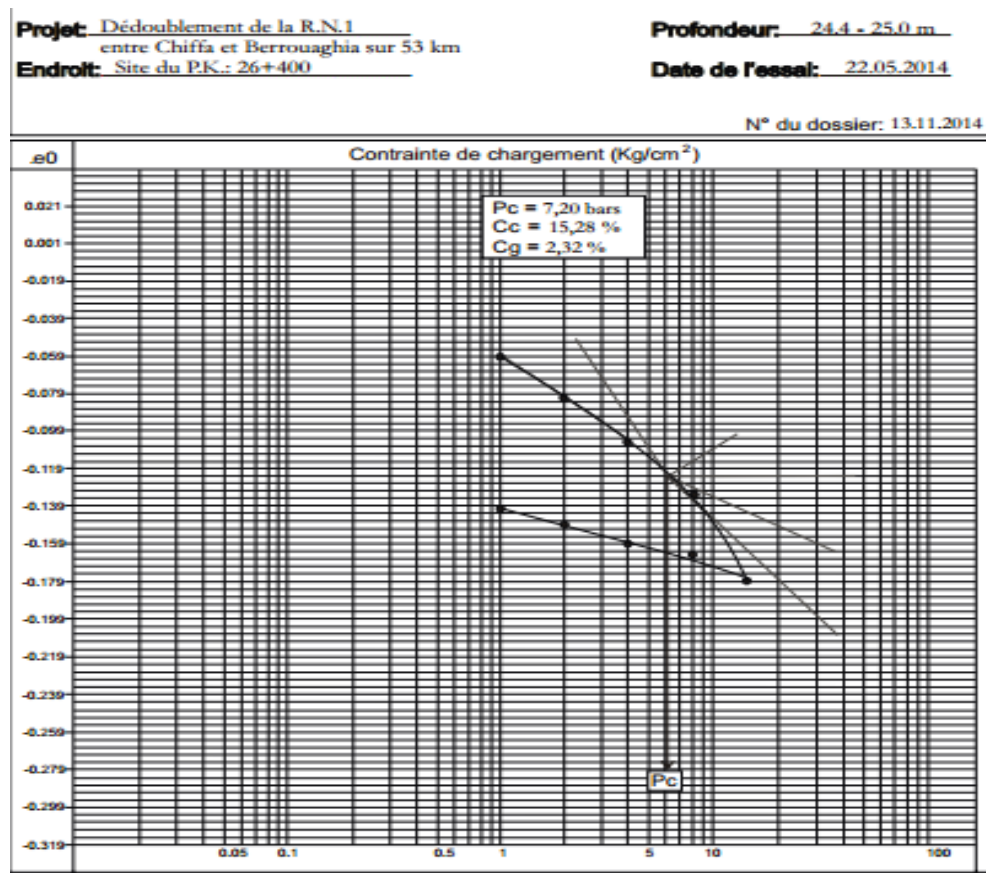 Projet: Dédoublement de la R.N.1
entre Chiffa et Berrouaghia sur 53 km
Endroit: Site du P.K.: 26+400
Profondeur: 24.4 - 25.0 m
Date de l'essai: 22.05.2014
N° du dossier: 13.11.2014
.e0
Contrainte de chargement (Kg/cm²)
Pc = 7,20 bars
Cc = 15,28 %
Cg = 2,32 %
0.021
0.001
-0.019
-0.039
-0.059
-0.079
-0.099
-0.119
-0.139
-0.159
-0.179
-0.199
-0.219
-0.239
-0.259
-0.279
-0.299
-0.319
Pc
0.05 0.1 0.5 1 5 10 100